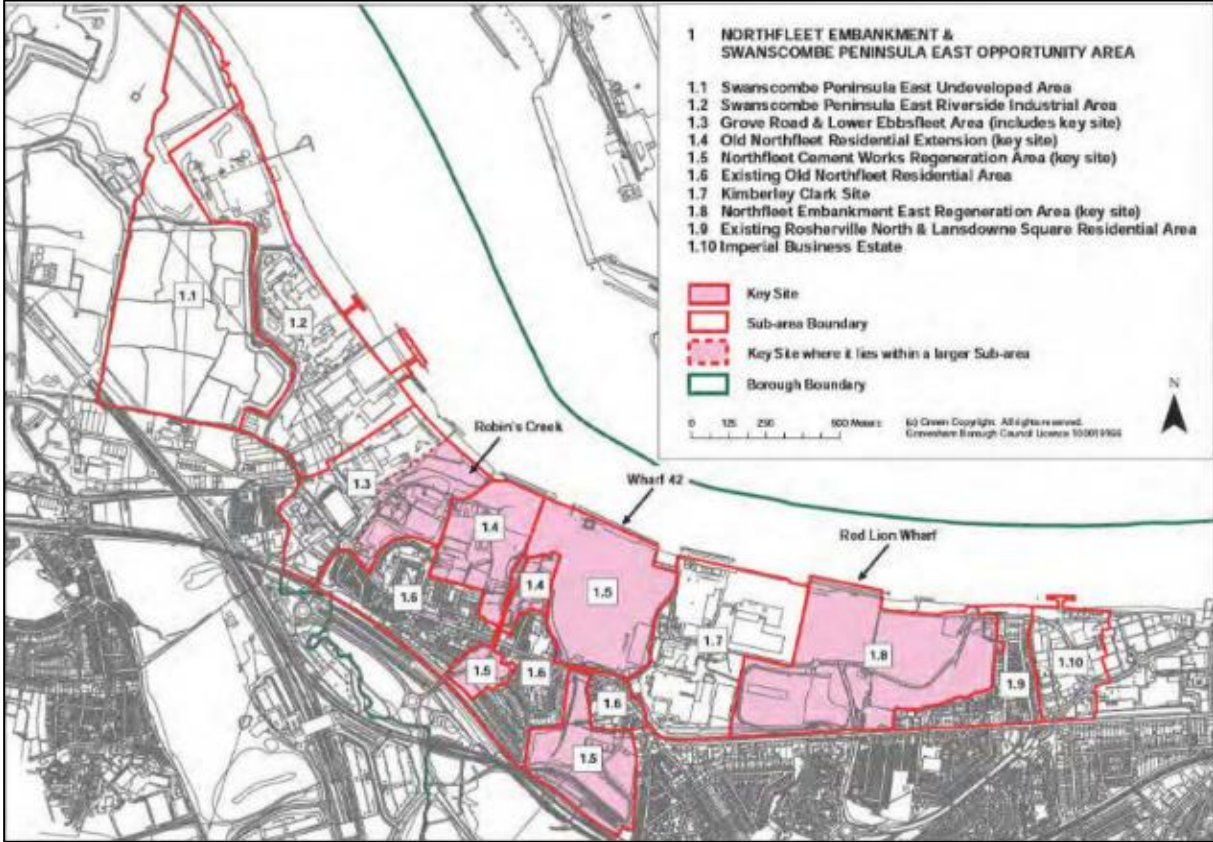 1 NORTHFLEET EMBANKMENT &
SWANSCOMBE PENINSULA EAST OPPORTUNITY AREA
1.1 Swanscombe Peninsula East Undeveloped Area
1.2 Swanscombe Peninsula East Riverside Industrial Area
1.3 Grove Road & Lower Ebbsfleet Area (includes key site)
1.4 Old Northfleet Residential Extension (key site)
1.5 Northfleet Cement Works Regeneration Area (key site)
1.6 Existing Old Northfleet Residential Area
1.7 Kimberley Clark Site
1.8 Northfleet Embankment East Regeneration Area (key site)
1.9 Existing Rosherville North & Lansdowne Square Residential Area
1.10 Imperial Business Estate
Key Site
Sub-area Boundary
Key Site where it lies within a larger Sub-area
Borough Boundary
N
0 125 250 500 Meters
(c) Crown Copyright. All rights reserved.
Gravesham Borough Council Licence
1.1
1.2
Robin's Creek
1.3
Wharf 42
1.4
Red Lion Wharf
1.4
1.5
1.6
1.7
1.8
1.5
1.6
1.9
1.10
1.6
1.5